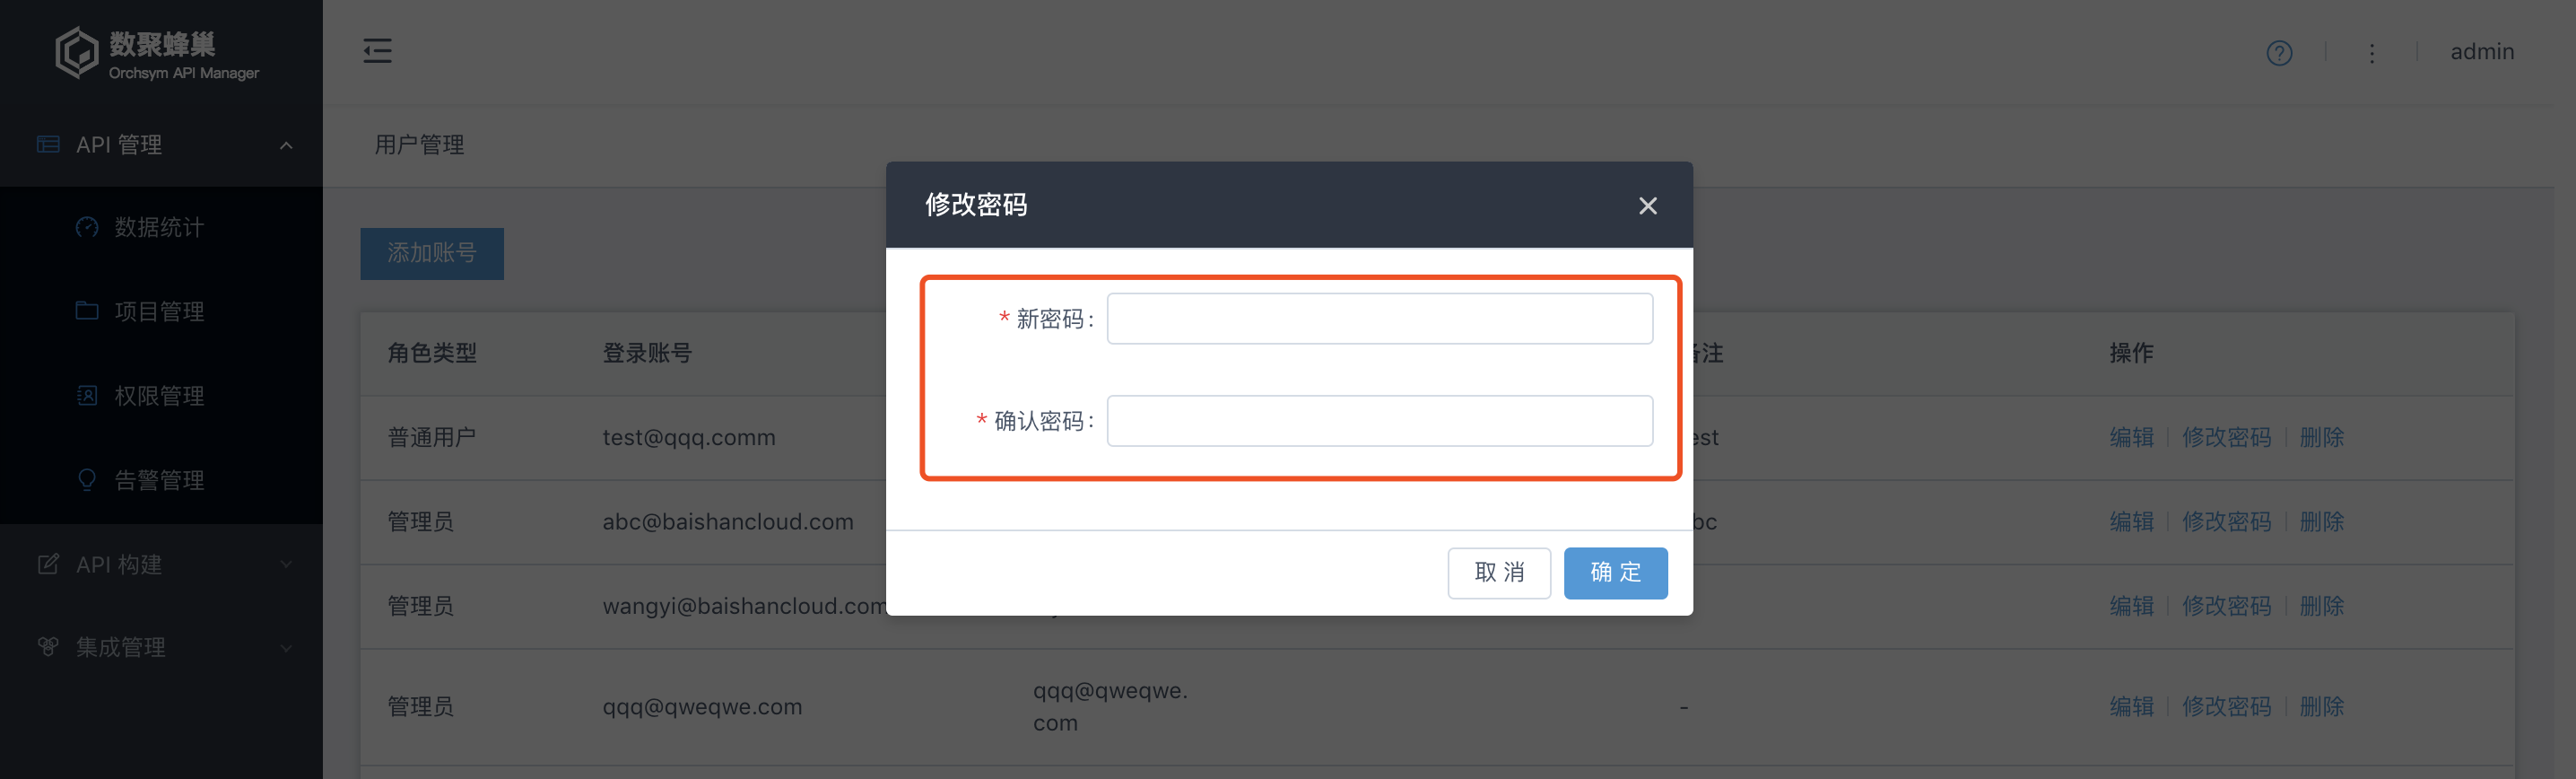 数聚蜂巢
Orchsym API Manager
admin
API 管理
用户管理
数据统计
项目管理
权限管理
告警管理
API 构建
集成管理
添加账号
角色类型 登录账号 备注 操作
普通用户 test@qqq.comm est 编辑 修改密码 删除
管理员 abc@baishancloud.com bc 编辑 修改密码 删除
管理员 wangyi@baishancloud.com 编辑 修改密码 删除
管理员 qqq@qweqwe.com qqq@qweqwe. - 编辑 修改密码 删除
com
修改密码
* 新密码:
* 确认密码:
取 消 确 定